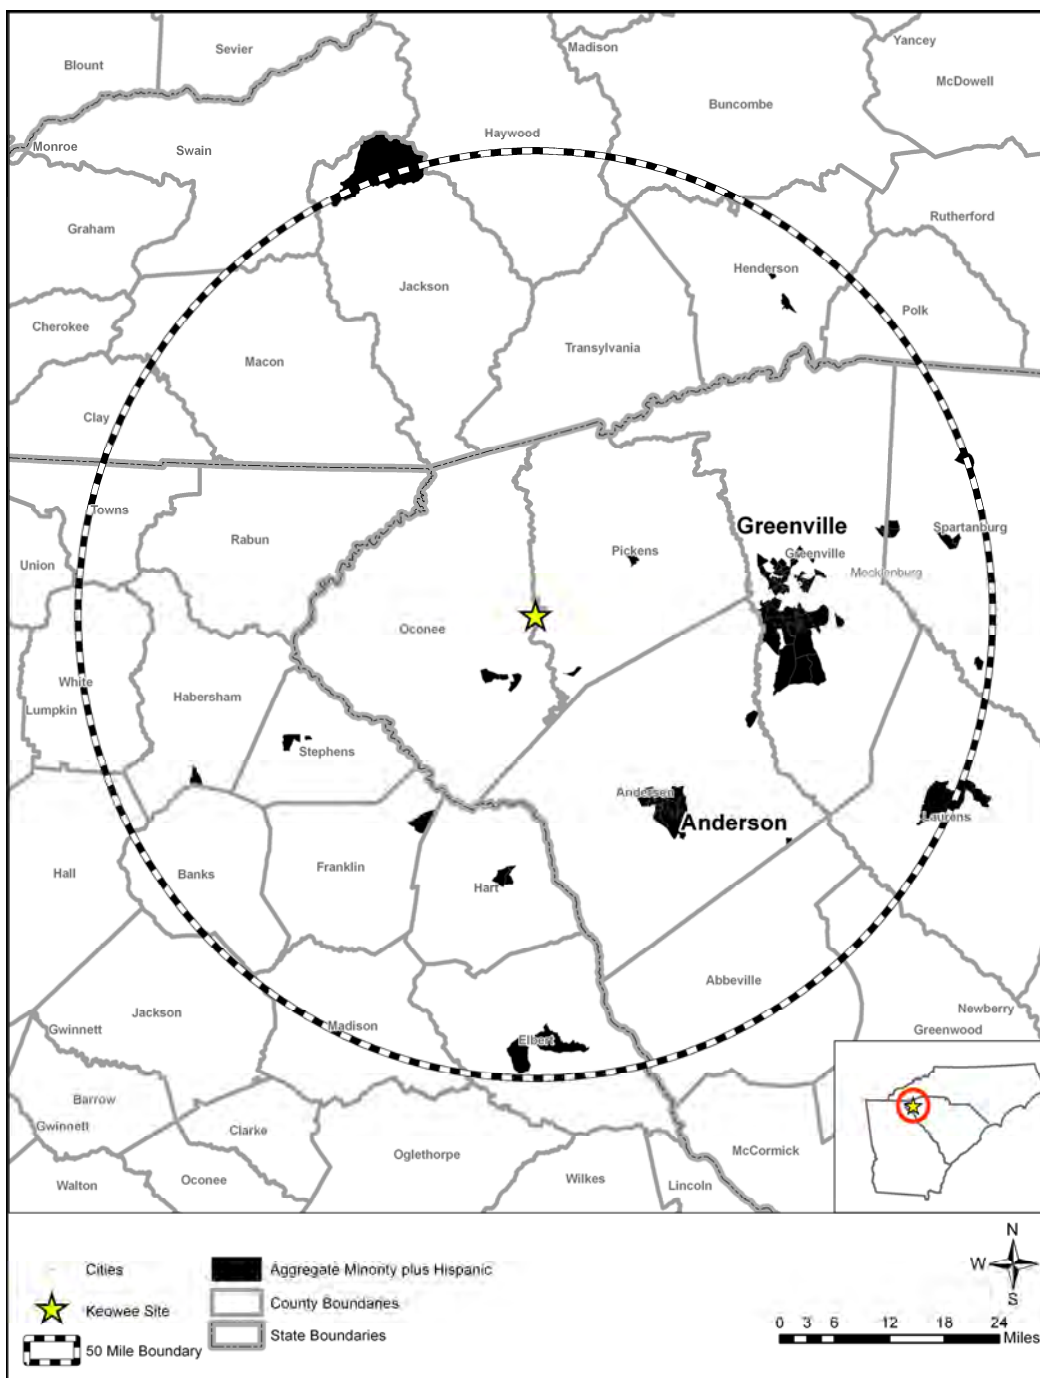 Blount
Sevier
Madison
Yancey
McDowell
Buncombe
Haywood
Monroe
Swain
Graham
Rutherford
Henderson
Jackson
Cherokee
Polk
Macon
Transylvania
Clay
Towns
Greenville
Spartanburg
Rabun
Pickens
Greenville
Union
Mecklenburg
Oconee
White
Habersham
Lumpkin
Stephens
Anderson
Anderson
Laurens
Hall
Banks
Franklin
Hart
Abbeville
Jackson
Newberry
Gwinnett
Madison
Greenwood
Elbert
Barrow
Gwinnett
Clarke
Oglethorpe
McCormick
Walton
Oconee
Wilkes
Lincoln
Cities
Keowee Site
50 Mile Boundary
Aggregate Minority plus Hispanic
County Boundaries
State Boundaries
N
W
S
0 3 6 12 18 24
Miles